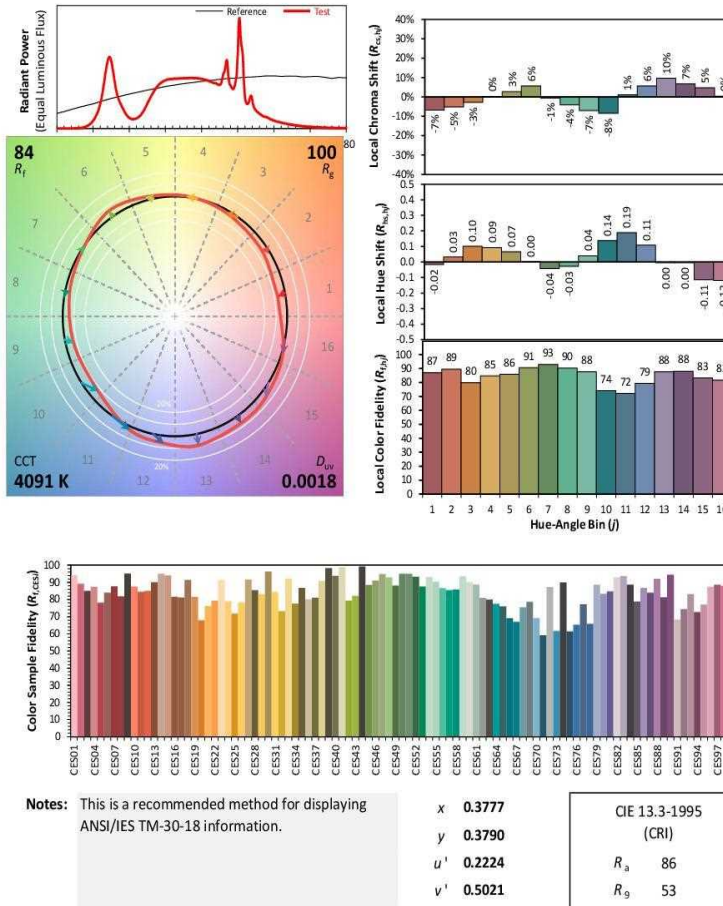 Reference Test
Radiant Power
(Equal Luminous Flux)
80
84
Rf
100
Rg
5 4
6 3
7 2
8 1
9 16
10 15
11 14
12 13
20%
20%
CCT
4091 K
Duv
0.0018
Local Chroma Shift (Rcs,hj)
40%
30%
20%
10%
0%
-10%
-20%
-30%
-40%
-7% -5% -3% 0% 3% 6% -1% -4% -7% -8% 1% 6% 10% 7% 5% 0%
Local Hue Shift (Rhs,hj)
0.5
0.4
0.3
0.2
0.1
0.0
-0.1
-0.2
-0.3
-0.4
-0.5
-0.02 0.03 0.10 0.09 0.07 0.00 -0.04 -0.03 0.04 0.14 0.19 0.11 0.00 0.00 -0.11 -0.12
Local Color Fidelity (Rf,hj)
100
90
80
70
60
50
40
30
20
10
0
87 89 80 85 86 91 93 90 88 74 72 79 88 88 83
1 2 3 4 5 6 7 8 9 10 11 12 13 14 15 16
Hue-Angle Bin (j)
Color Sample Fidelity (Rf,CESi)
100
90
80
70
60
50
40
30
20
10
0
CES01 CES04 CES07 CES10 CES13 CES16 CES19 CES22 CES25 CES28 CES31 CES34 CES37 CES40 CES43 CES46 CES49 CES52 CES55 CES58 CES61 CES64 CES67 CES70 CES73 CES76 CES79 CES82 CES85 CES88 CES91 CES94 CES97
Notes: This is a recommended method for displaying
ANSI/IES TM-30-18 information.
x 0.3777
y 0.3790
u' 0.2224
v' 0.5021
CIE 13.3-1995
(CRI)
Ra 86
R9 53